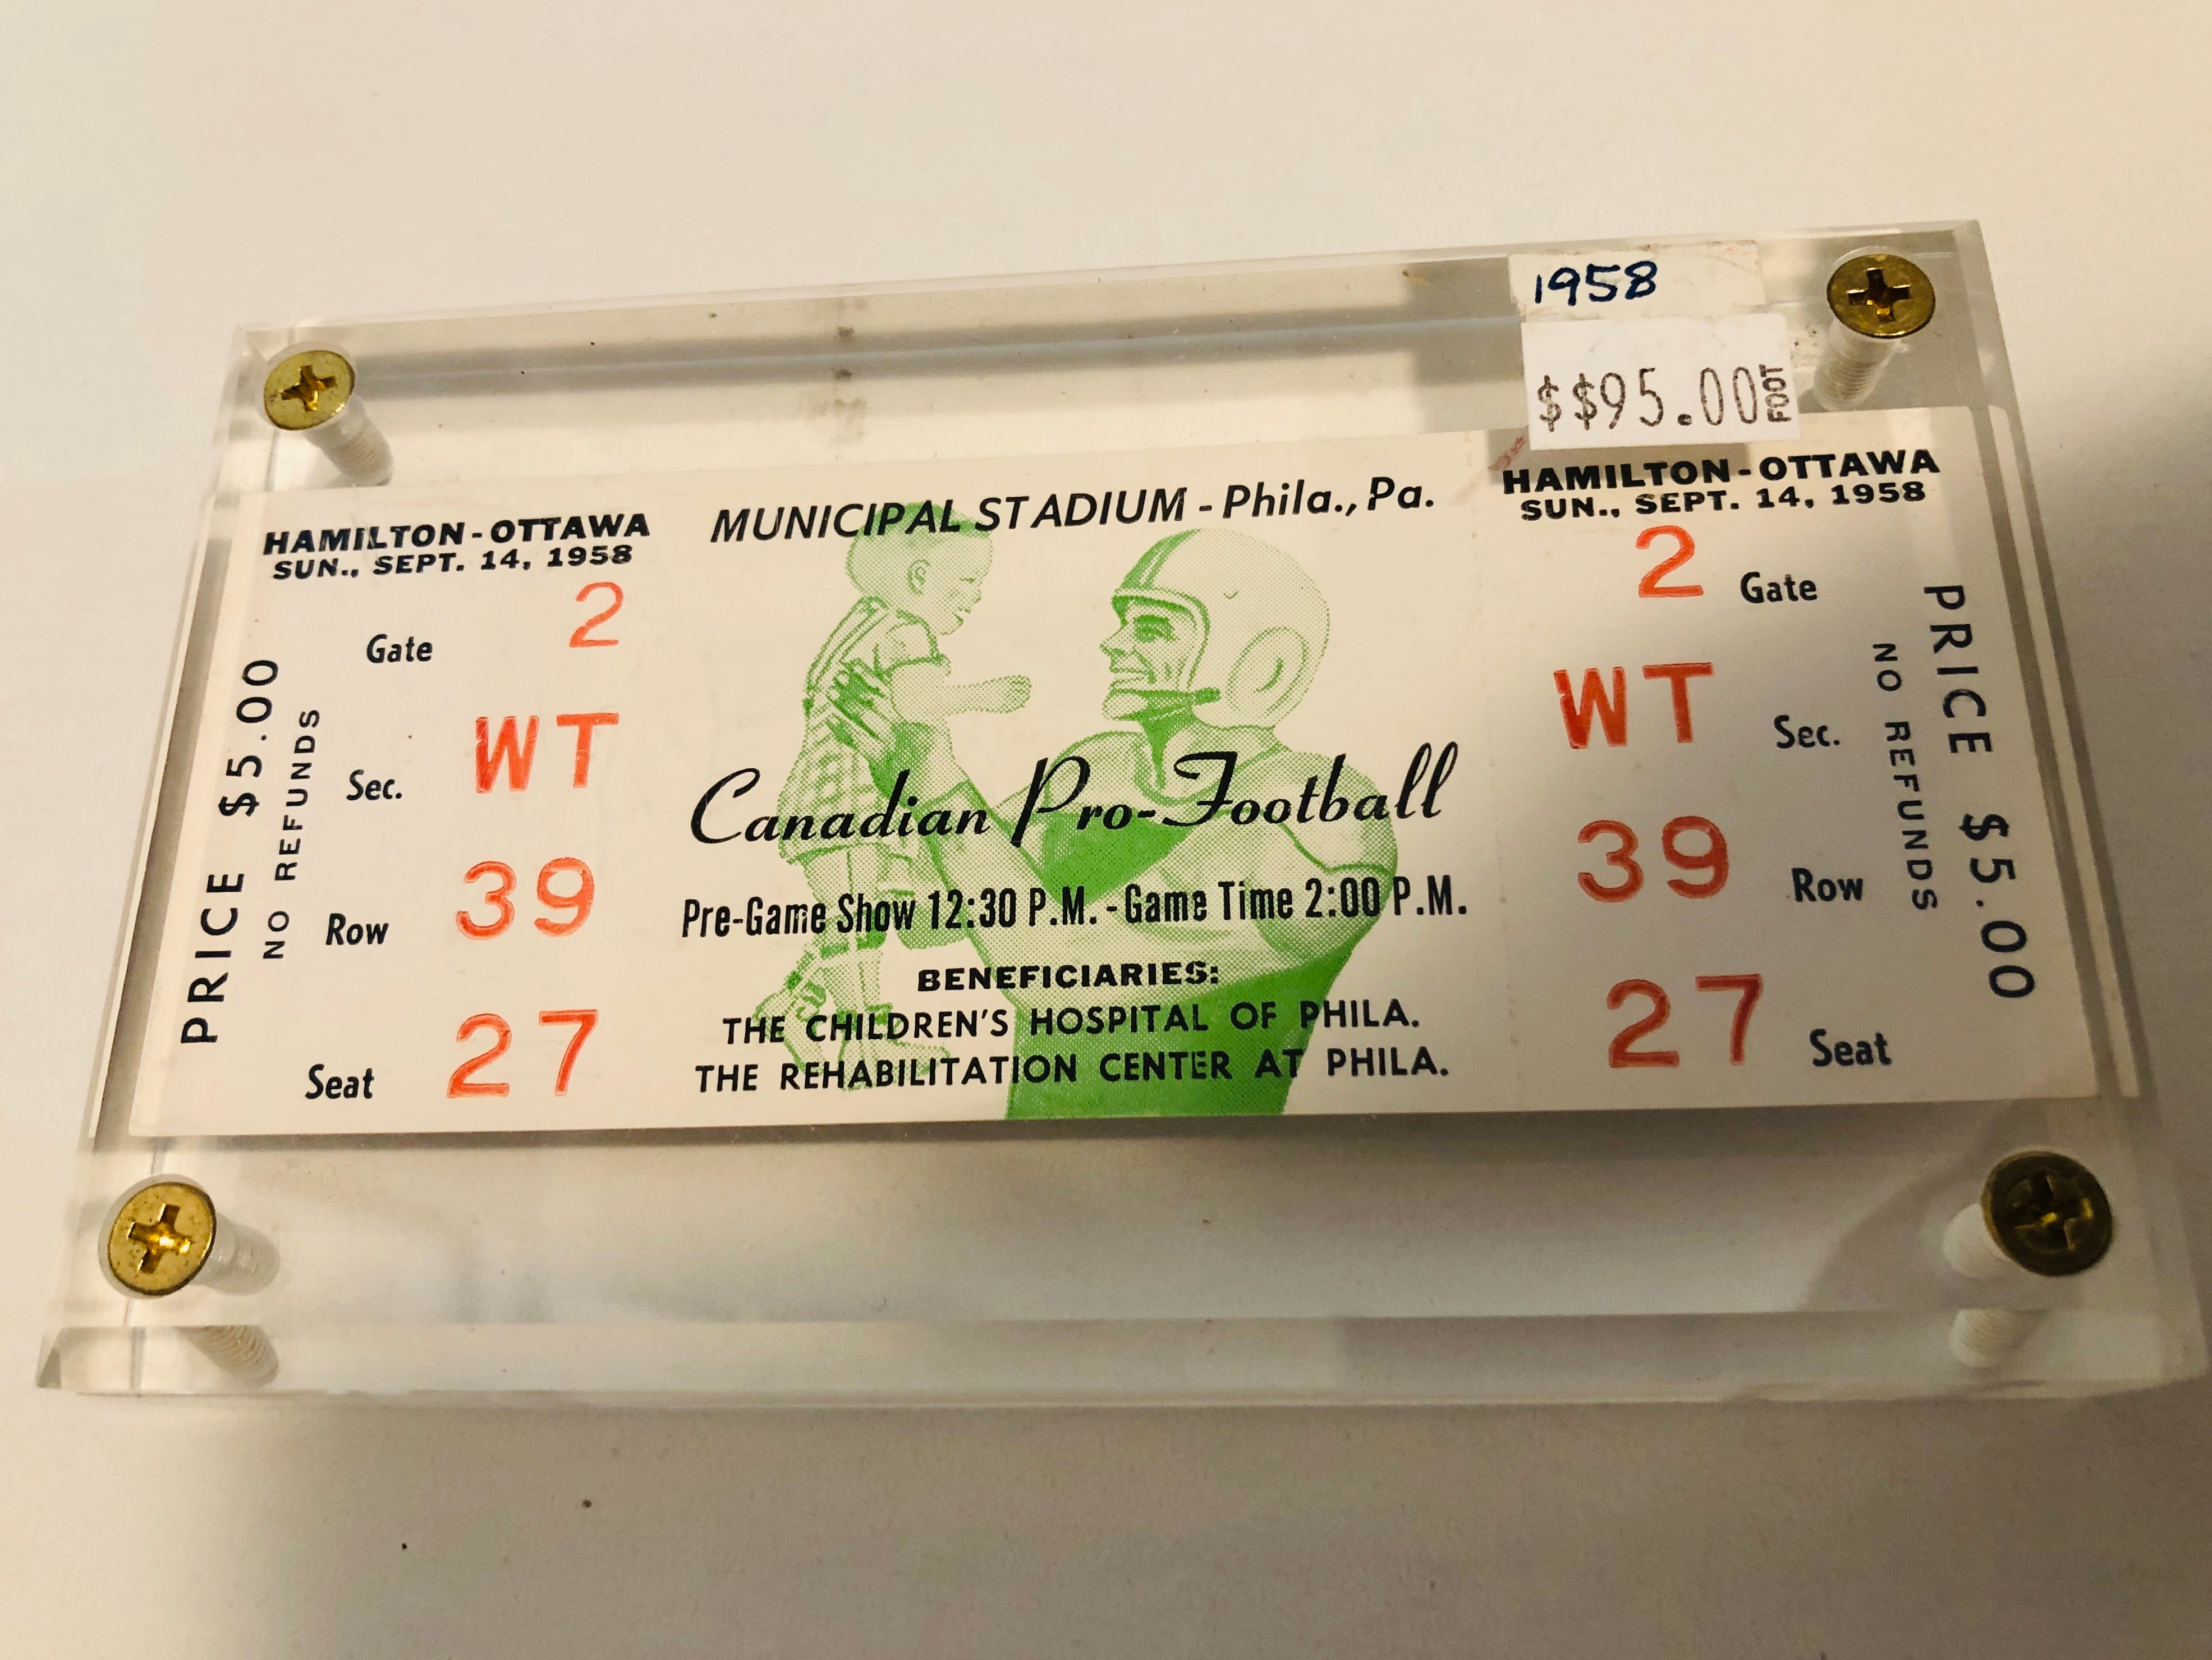 1958
$$95.00
FOOT
HAMILTON-OTTAWA
SUN., SEPT. 14, 1958
Gate 2
Sec. WT
Row 39
Seat 27
PRICE $5.00
NO REFUNDS
MUNICIPAL STADIUM - Phila., Pa.
Canadian Pro-Football
Pre-Game Show 12:30 P.M. - Game Time 2:00 P.M.
BENEFICIARIES:
THE CHILDREN'S HOSPITAL OF PHILA.
THE REHABILITATION CENTER AT PHILA.
HAMILTON-OTTAWA
SUN., SEPT. 14, 1958
2 Gate
WT Sec.
39 Row
27 Seat
NO REFUNDS
PRICE $5.00